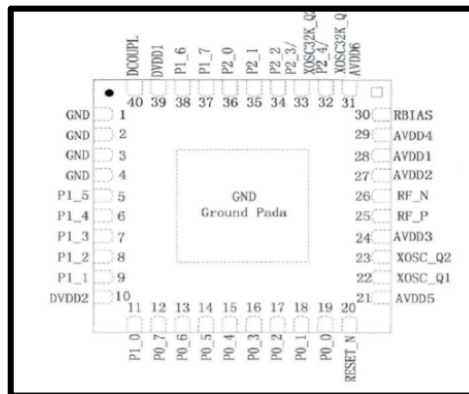 DCOUPL
DVDD1
P1_6
P1_7
P2_0
P2_1
P2_2
P2_3/
XOSC32K_Q2
P2_4/
XOSC32K_Q
AVDD6
40 39 38 37 36 35 34 33 32 31
GND 1
GND 2
GND 3
GND 4
P1_5 5
P1_4 6
P1_3 7
P1_2 8
P1_1 9
DVDD2 10
GND
Ground Pada
30 RBIAS
29 AVDD4
28 AVDD1
27 AVDD2
26 RF_N
25 RF_P
24 AVDD3
23 XOSC_Q2
22 XOSC_Q1
21 AVDD5
11 12 13 14 15 16 17 18 19 20
P1_0
P0_7
P0_6
P0_5
P0_4
P0_3
P0_2
P0_1
P0_0
RESET_N